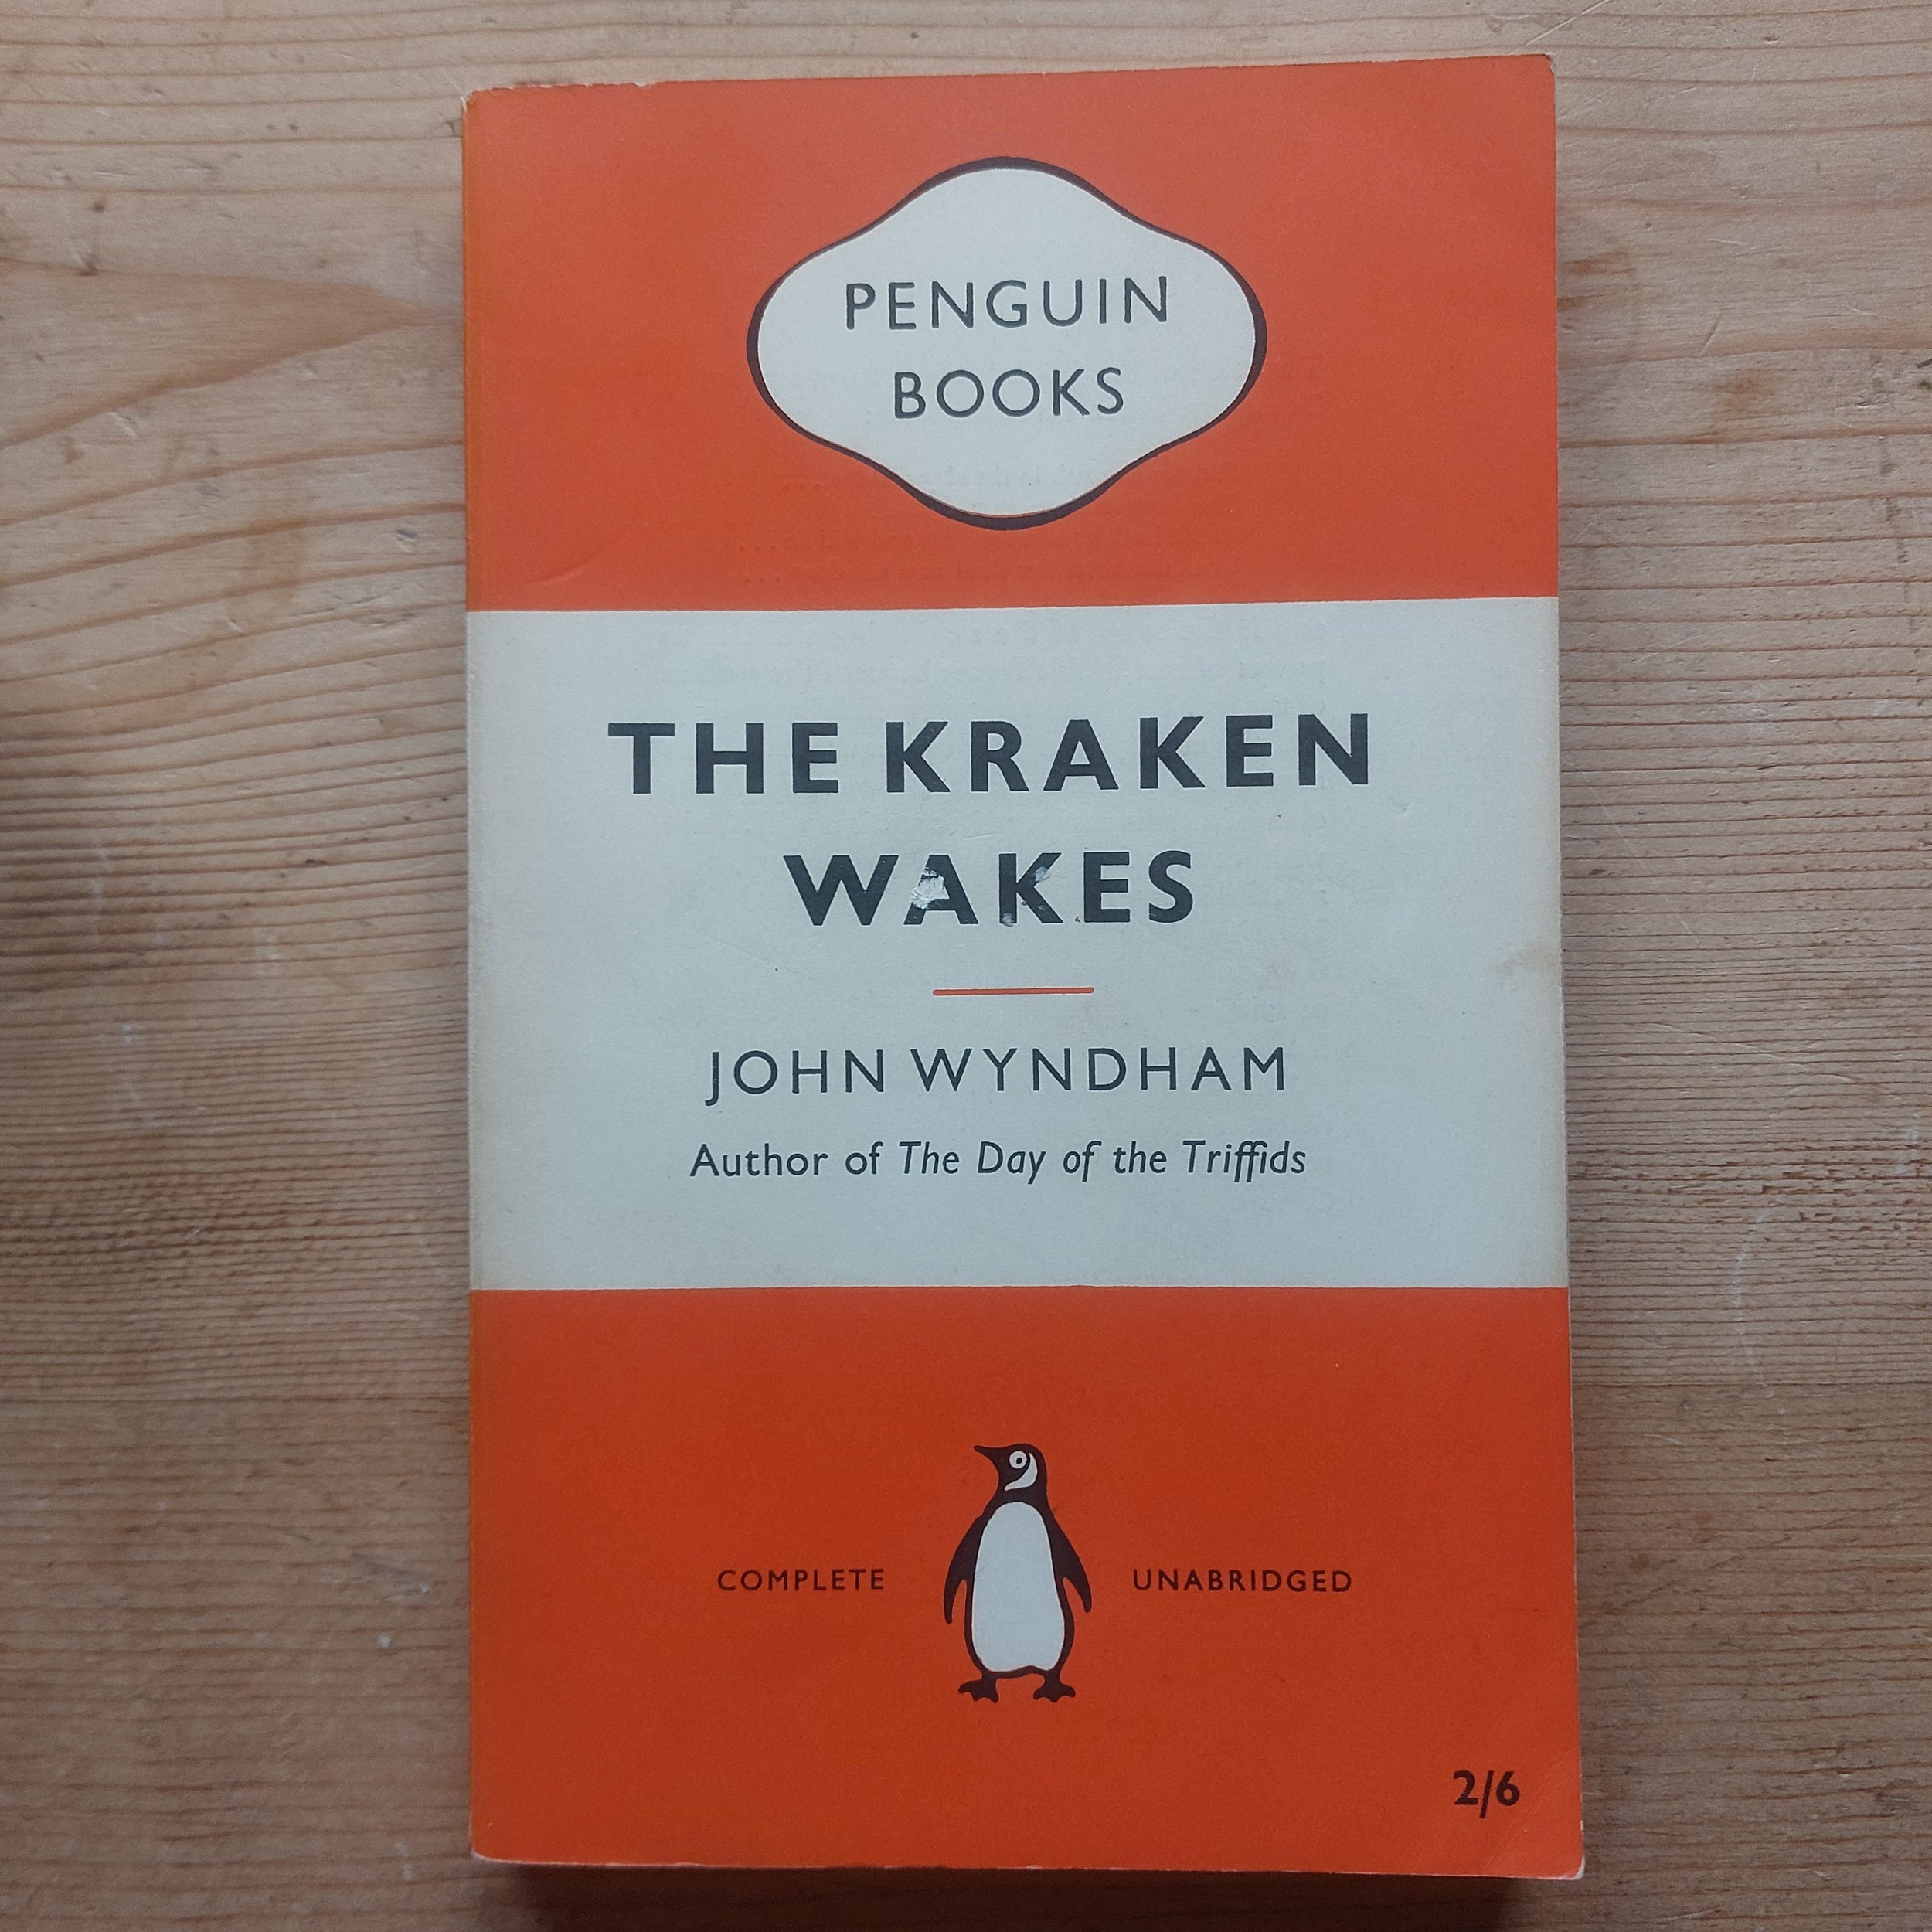 PENGUIN
BOOKS
THE KRAKEN
WAKES
JOHN WYNDHAM
Author of The Day of the Triffids
COMPLETE UNABRIDGED
2/6